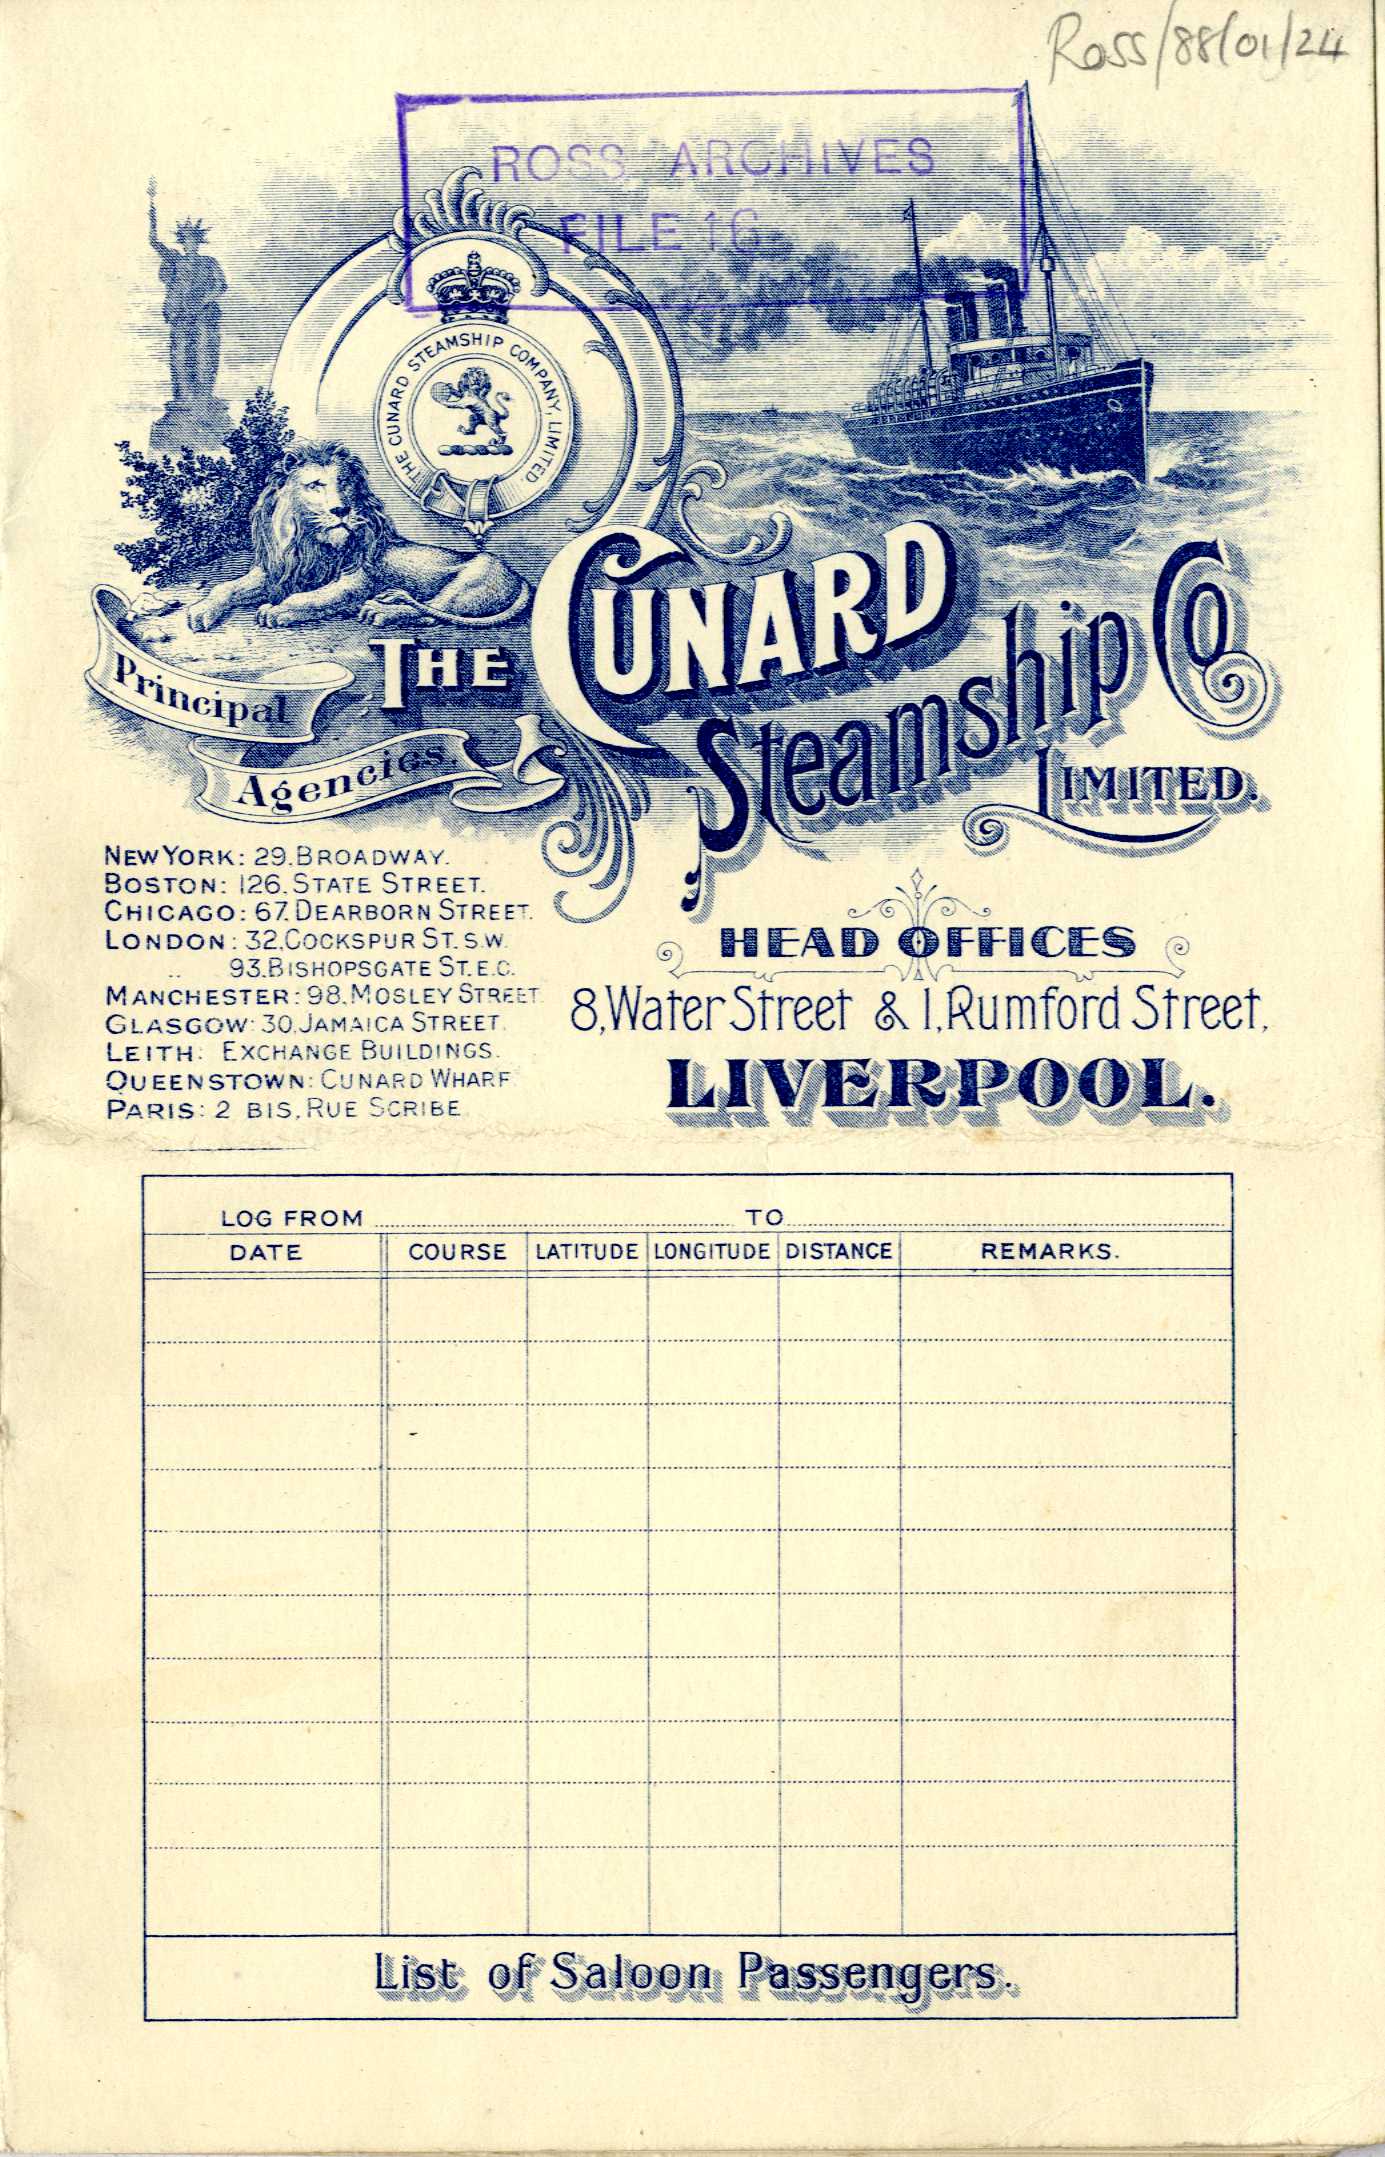 Ross/88/01/24
ROSS ARCHIVES
FILE 16
THE CUNARD STEAMSHIP COMPANY, LIMITED.
THE CUNARD
Steamship Co
LIMITED.
Principal
Agencies.
NEW YORK: 29. BROADWAY.
BOSTON: 126. STATE STREET.
CHICAGO: 67. DEARBORN STREET.
LONDON: 32, COCKSPUR ST. S.W.
" 93. BISHOPSGATE ST. E.C.
MANCHESTER: 98. MOSLEY STREET
GLASGOW: 30, JAMAICA STREET.
LEITH: EXCHANGE BUILDINGS.
QUEENSTOWN: CUNARD WHARF.
PARIS: 2 BIS, RUE SCRIBE
HEAD OFFICES
8, Water Street & 1, Rumford Street,
LIVERPOOL.
LOG FROM TO
DATE COURSE LATITUDE LONGITUDE DISTANCE REMARKS.
List of Saloon Passengers.